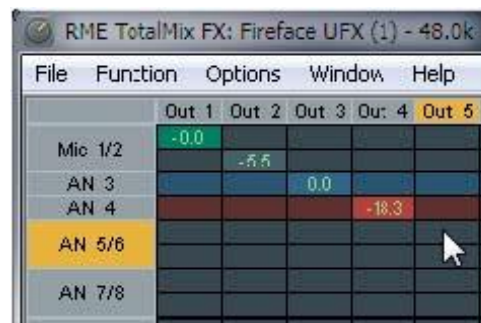 RME TotalMix FX: Fireface UFX (1) - 48.0k
File Function Options Window Help
Out 1 Out 2 Out 3 Out 4 Out 5
Mic 1/2 -0.0
-5.5
AN 3 0.0
AN 4 -18.3
AN 5/6
AN 7/8